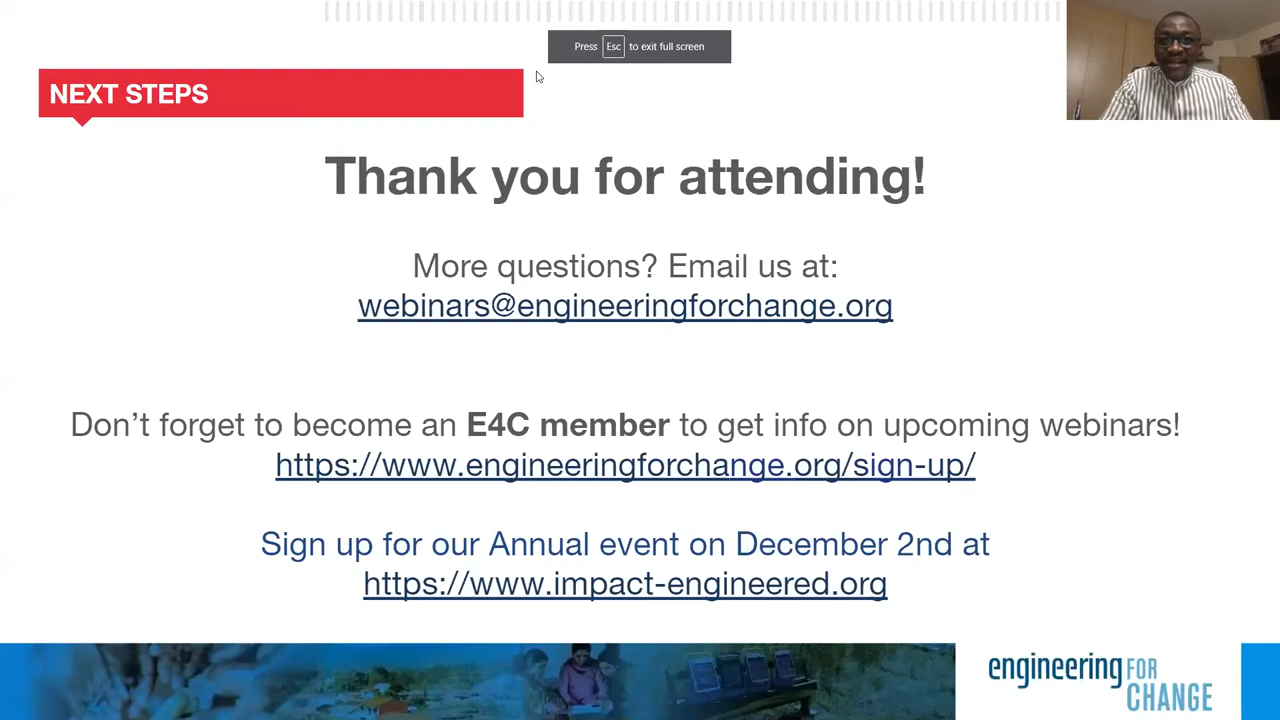 Press Esc to exit full screen
NEXT STEPS
Thank you for attending!
More questions? Email us at:
webinars@engineeringforchange.org
Don’t forget to become an E4C member to get info on upcoming webinars!
https://www.engineeringforchange.org/sign-up/
Sign up for our Annual event on December 2nd at
https://www.impact-engineered.org
engineering FOR
CHANGE